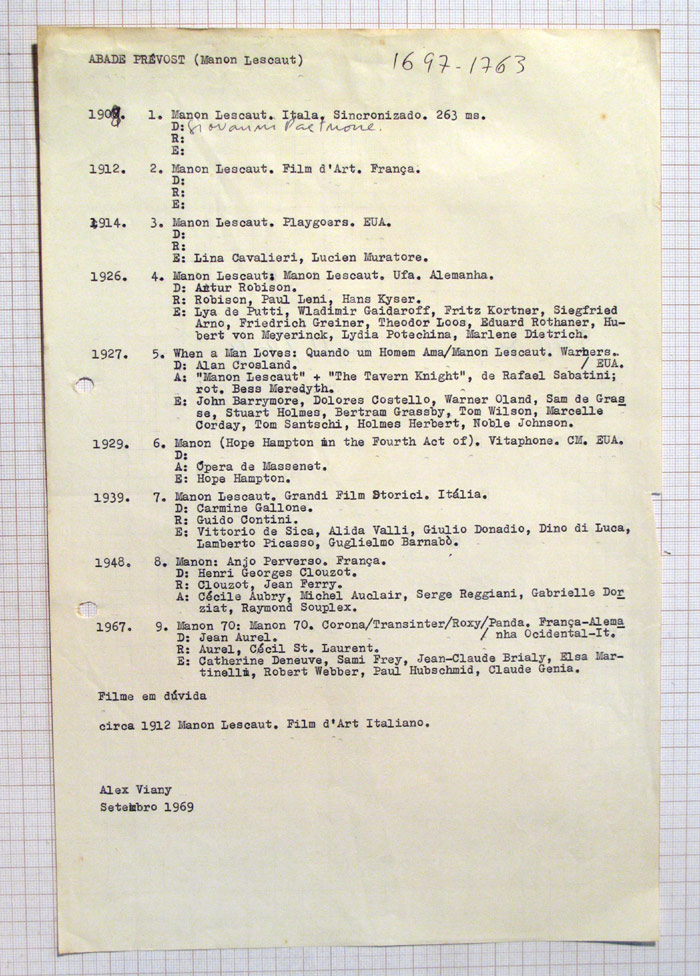 ABADE PRÉVOST (Manon Lescaut) 1697-1763
1908. 1. Manon Lescaut. Itala. Sincronizado. 263 ms.
D: Giovanni Pastrone.
R:
E:
1912. 2. Manon Lescaut. Film d'Art. França.
D:
R:
E:
1914. 3. Manon Lescaut. Playgoers. EUA.
D:
R:
E: Lina Cavalieri, Lucien Muratore.
1926. 4. Manon Lescaut: Manon Lescaut. Ufa. Alemanha.
D: Artur Robison.
R: Robison, Paul Leni, Hans Kyser.
E: Lya de Putti, Wladimir Gaidaroff, Fritz Kortner, Siegfried
Arno, Friedrich Greiner, Theodor Loos, Eduard Rothaner, Hu-
bert von Meyerinck, Lydia Potechina, Marlene Dietrich.
1927. 5. When a Man Loves: Quando um Homem Ama/Manon Lescaut. Warners.
D: Alan Crosland. / EUA.
A: "Manon Lescaut" + "The Tavern Knight", de Rafael Sabatini;
rot. Bess Meredyth.
E: John Barrymore, Dolores Costello, Warner Oland, Sam de Gras
se, Stuart Holmes, Bertram Grassby, Tom Wilson, Marcelle
Corday, Tom Santschi, Holmes Herbert, Noble Johnson.
1929. 6. Manon (Hope Hampton in the Fourth Act of). Vitaphone. CM. EUA.
D:
A: Ópera de Massenet.
E: Hope Hampton.
1939. 7. Manon Lescaut. Grandi Film Storici. Itália.
D: Carmine Gallone.
R: Guido Contini.
E: Vittorio de Sica, Alida Valli, Giulio Donadio, Dino di Luca,
Lamberto Picasso, Guglielmo Barnabò.
1948. 8. Manon: Anjo Perverso. França.
D: Henri Georges Clouzot.
R: Clouzot, Jean Ferry.
A: Cécile Aubry, Michel Auclair, Serge Reggiani, Gabrielle Dor
ziat, Raymond Souplex.
1967. 9. Manon 70: Manon 70. Corona/Transinter/Roxy/Panda. França-Alema
D: Jean Aurel. / nha Ocidental-It.
R: Aurel, Cécil St. Laurent.
E: Catherine Deneuve, Sami Frey, Jean-Claude Brialy, Elsa Mar-
tinelli, Robert Webber, Paul Hubschmid, Claude Genia.
Filme em dúvida
circa 1912 Manon Lescaut. Film d'Art Italiano.
Alex Viany
Setembro 1969